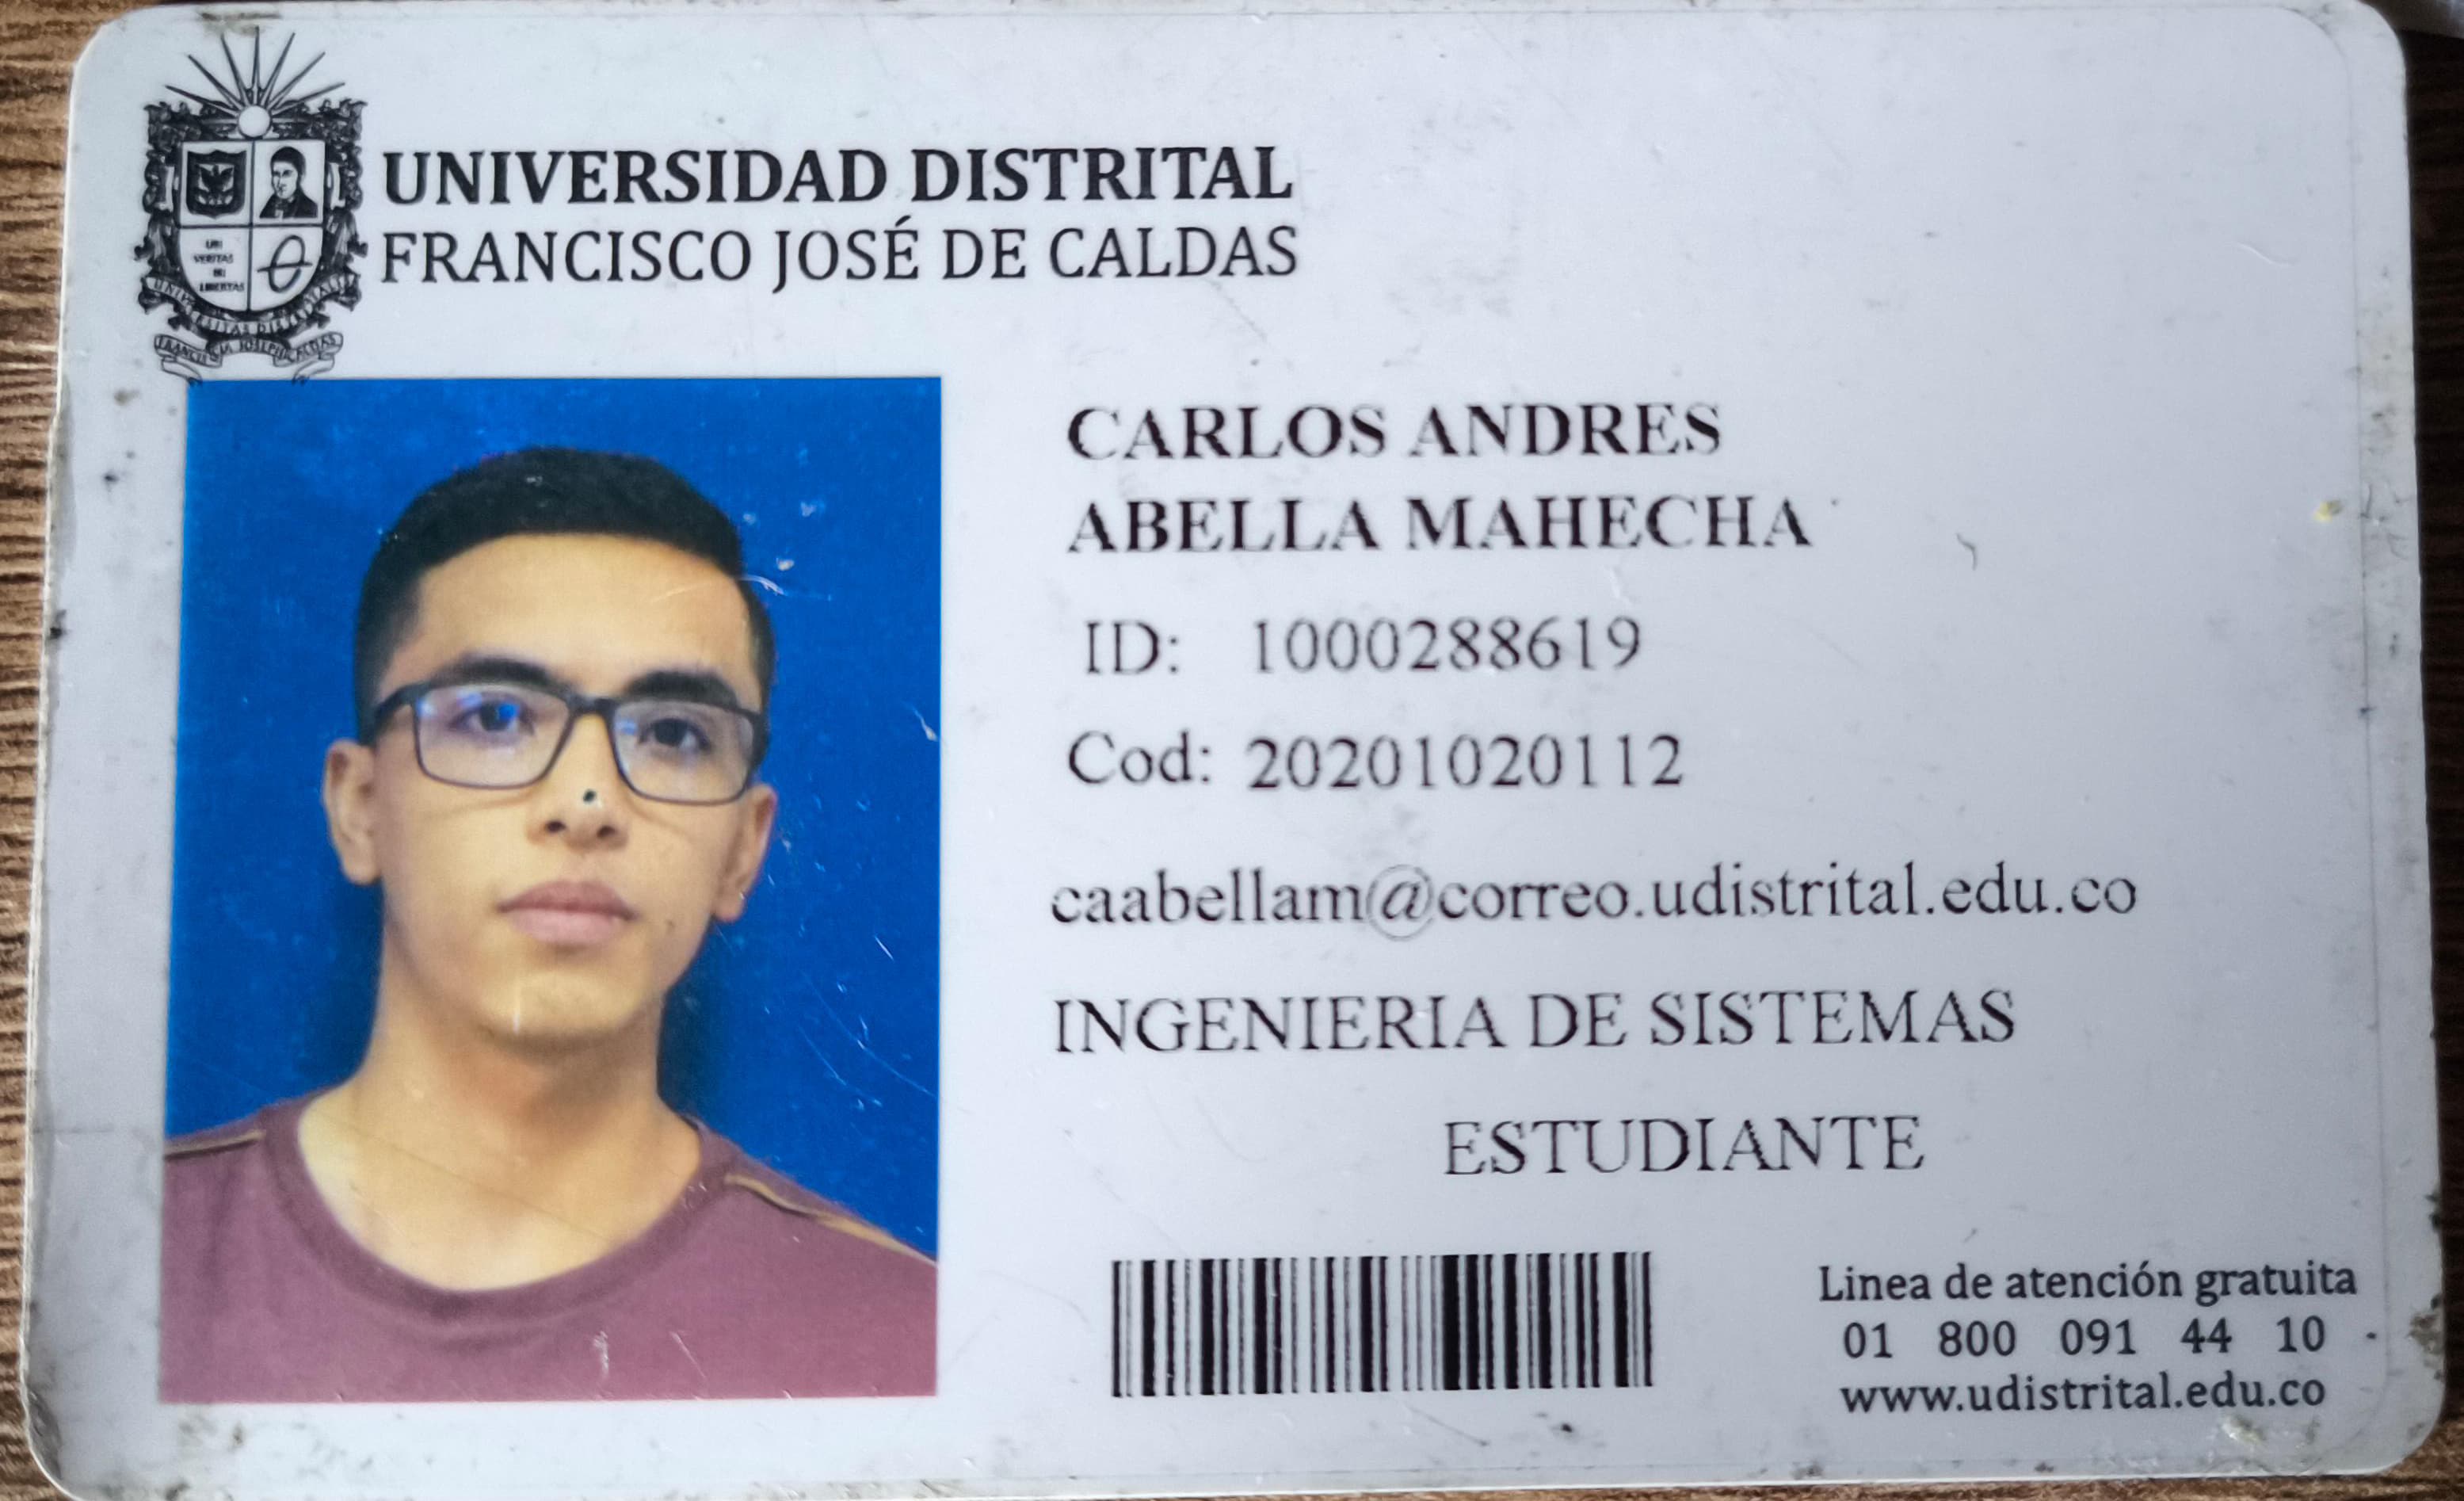 UNIVERSIDAD DISTRITAL
FRANCISCO JOSÉ DE CALDAS
CARLOS ANDRES
ABELLA MAHECHA
ID: 1000288619
Cod: 20201020112
caabellam@correo.udistrital.edu.co
INGENIERIA DE SISTEMAS
ESTUDIANTE
Linea de atención gratuita
01 800 091 44 10
www.udistrital.edu.co